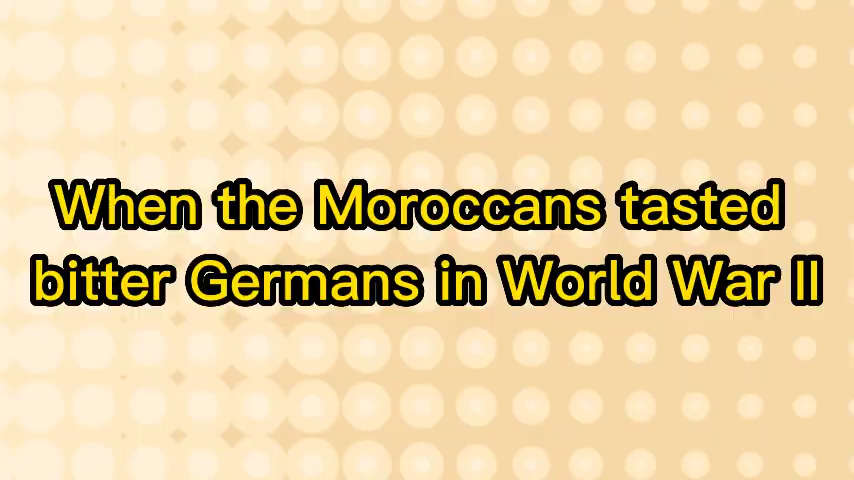 When the Moroccans tasted
bitter Germans in World War II